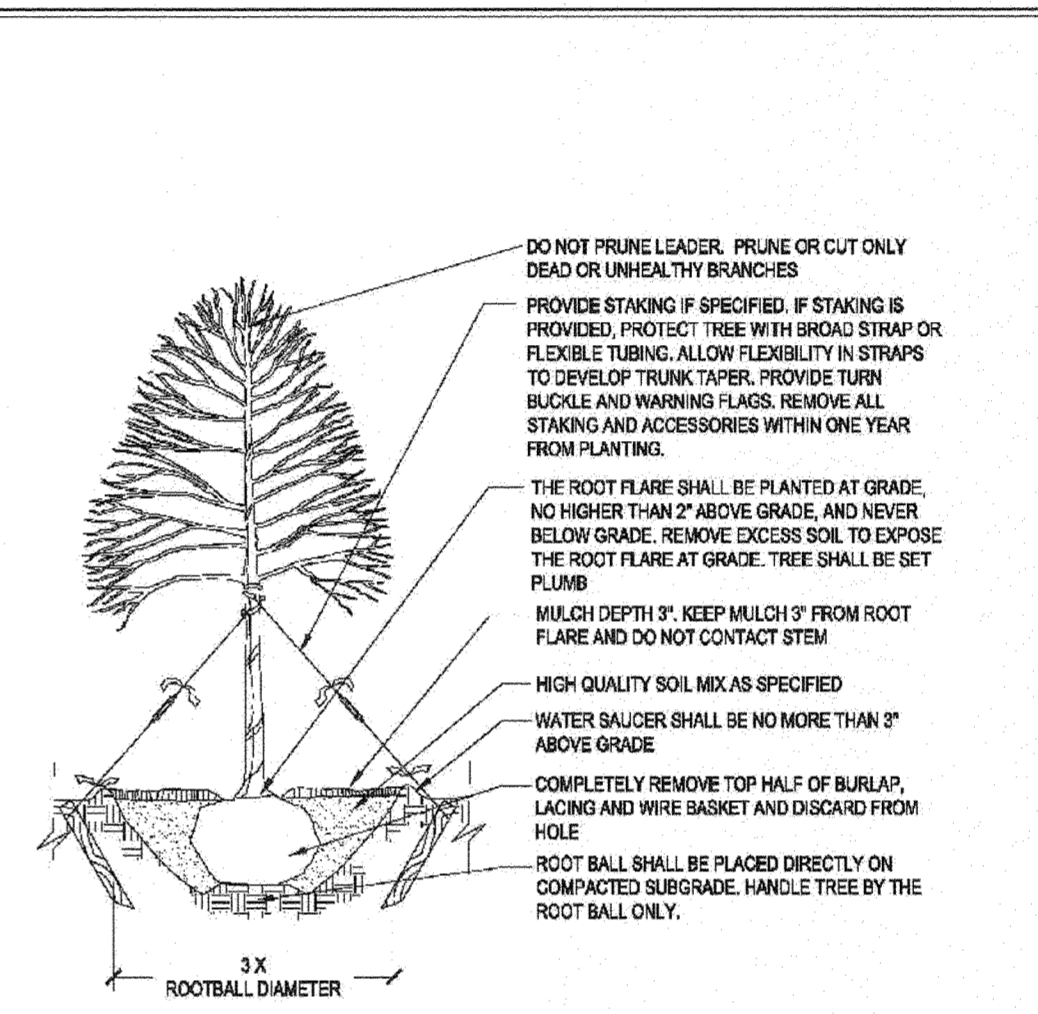 DO NOT PRUNE LEADER. PRUNE OR CUT ONLY
DEAD OR UNHEALTHY BRANCHES
PROVIDE STAKING IF SPECIFIED. IF STAKING IS
PROVIDED, PROTECT TREE WITH BROAD STRAP OR
FLEXIBLE TUBING. ALLOW FLEXIBILITY IN STRAPS
TO DEVELOP TRUNK TAPER. PROVIDE TURN
BUCKLE AND WARNING FLAGS. REMOVE ALL
STAKING AND ACCESSORIES WITHIN ONE YEAR
FROM PLANTING.
THE ROOT FLARE SHALL BE PLANTED AT GRADE,
NO HIGHER THAN 2" ABOVE GRADE, AND NEVER
BELOW GRADE. REMOVE EXCESS SOIL TO EXPOSE
THE ROOT FLARE AT GRADE. TREE SHALL BE SET
PLUMB
MULCH DEPTH 3". KEEP MULCH 3" FROM ROOT
FLARE AND DO NOT CONTACT STEM
HIGH QUALITY SOIL MIX AS SPECIFIED
WATER SAUCER SHALL BE NO MORE THAN 3"
ABOVE GRADE
COMPLETELY REMOVE TOP HALF OF BURLAP,
LACING AND WIRE BASKET AND DISCARD FROM
HOLE
ROOT BALL SHALL BE PLACED DIRECTLY ON
COMPACTED SUBGRADE. HANDLE TREE BY THE
ROOT BALL ONLY.
3 X
ROOTBALL DIAMETER